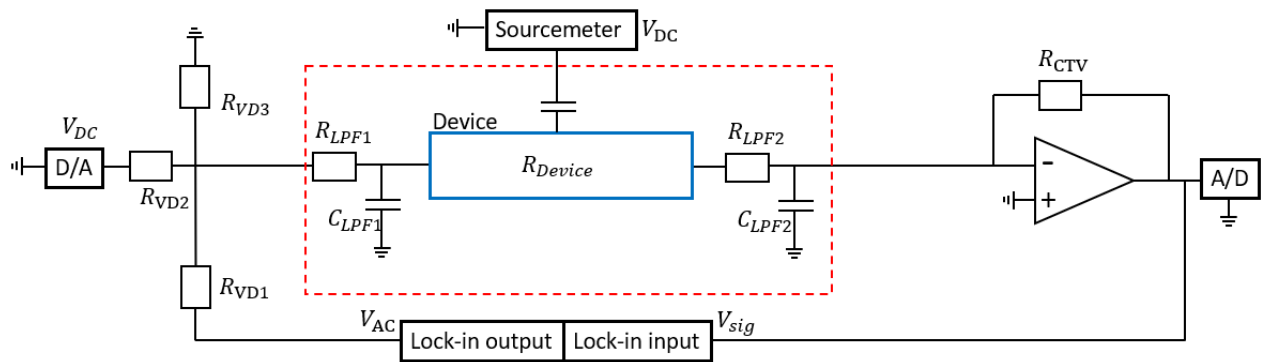 Sourcemeter
V_DC
R_CTV
R_VD3
V_DC
R_LPF1
Device
R_LPF2
D/A
R_Device
-
A/D
R_VD2
+
C_LPF1
C_LPF2
R_VD1
V_AC
V_sig
Lock-in output
Lock-in input